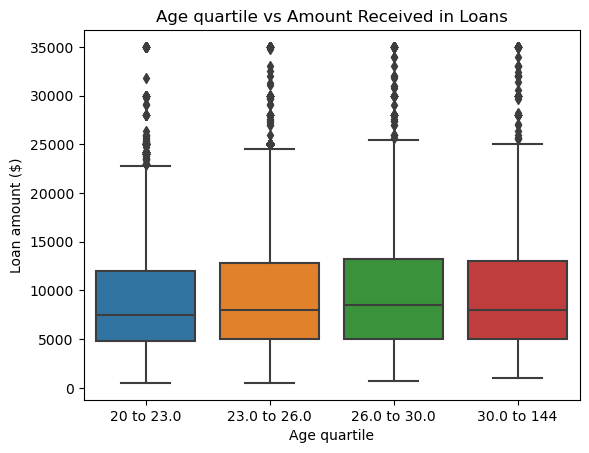 Age quartile vs Amount Received in Loans
Loan amount ($)
35000
30000
25000
20000
15000
10000
5000
0
20 to 23.0
23.0 to 26.0
26.0 to 30.0
30.0 to 144
Age quartile